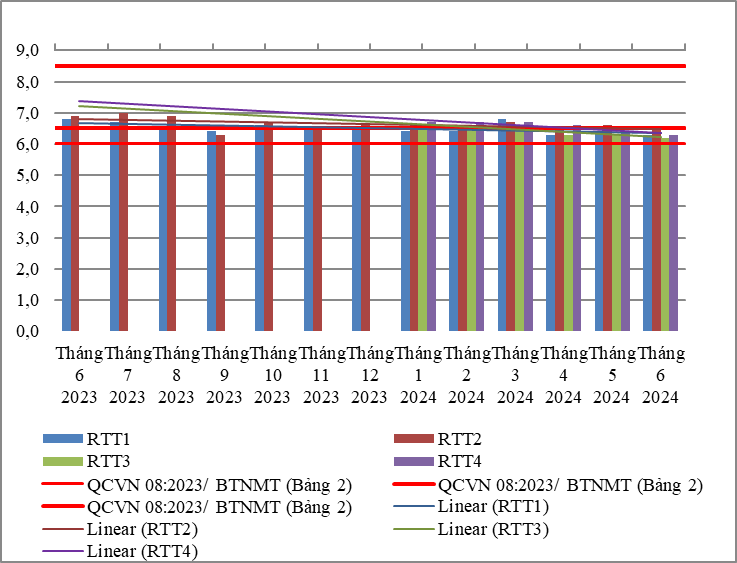 9,0
8,0
7,0
6,0
5,0
4,0
3,0
2,0
1,0
0,0
Tháng Tháng Tháng Tháng Tháng Tháng Tháng Tháng Tháng Tháng Tháng Tháng Tháng
6 7 8 9 10 11 12 1 2 3 4 5 6
2023 2023 2023 2023 2023 2023 2023 2024 2024 2024 2024 2024 2024
RTT1 RTT2
RTT3 RTT4
QCVN 08:2023/ BTNMT (Bảng 2) QCVN 08:2023/ BTNMT (Bảng 2)
QCVN 08:2023/ BTNMT (Bảng 2) Linear (RTT1)
Linear (RTT2) Linear (RTT3)
Linear (RTT4)